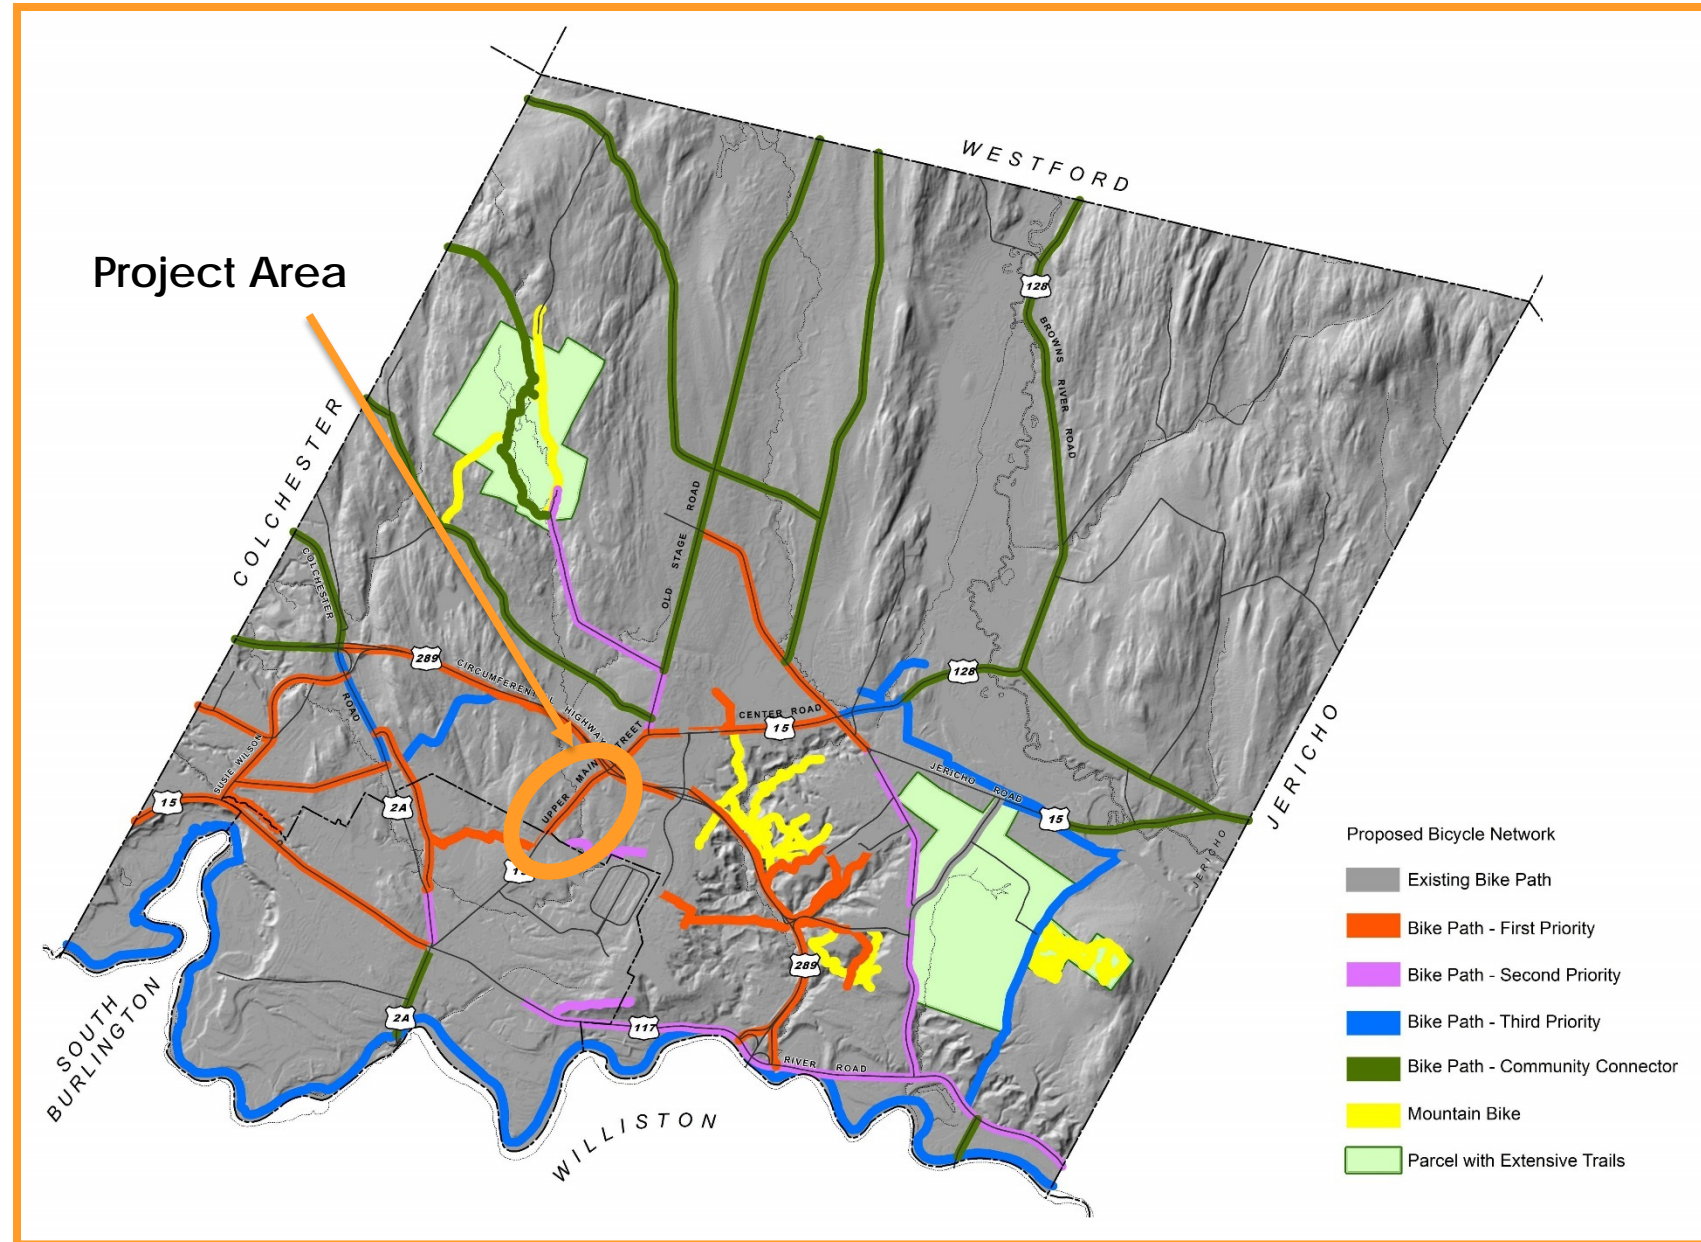 WESTFORD
Project Area
128
BROWNS RIVER ROAD
COLCHESTER
COLCHESTER
ROAD
OLD STAGE ROAD
289
CIRCUMFERENTIAL HIGHWAY
128
JERICHO
CENTER ROAD
15
UPPER MAIN STREET
SUSIE WILSON
JERICHO ROAD
15
2A
15
15
JERICHO
289
2A
117
RIVER ROAD
SOUTH
BURLINGTON
WILLISTON
Proposed Bicycle Network
Existing Bike Path
Bike Path - First Priority
Bike Path - Second Priority
Bike Path - Third Priority
Bike Path - Community Connector
Mountain Bike
Parcel with Extensive Trails